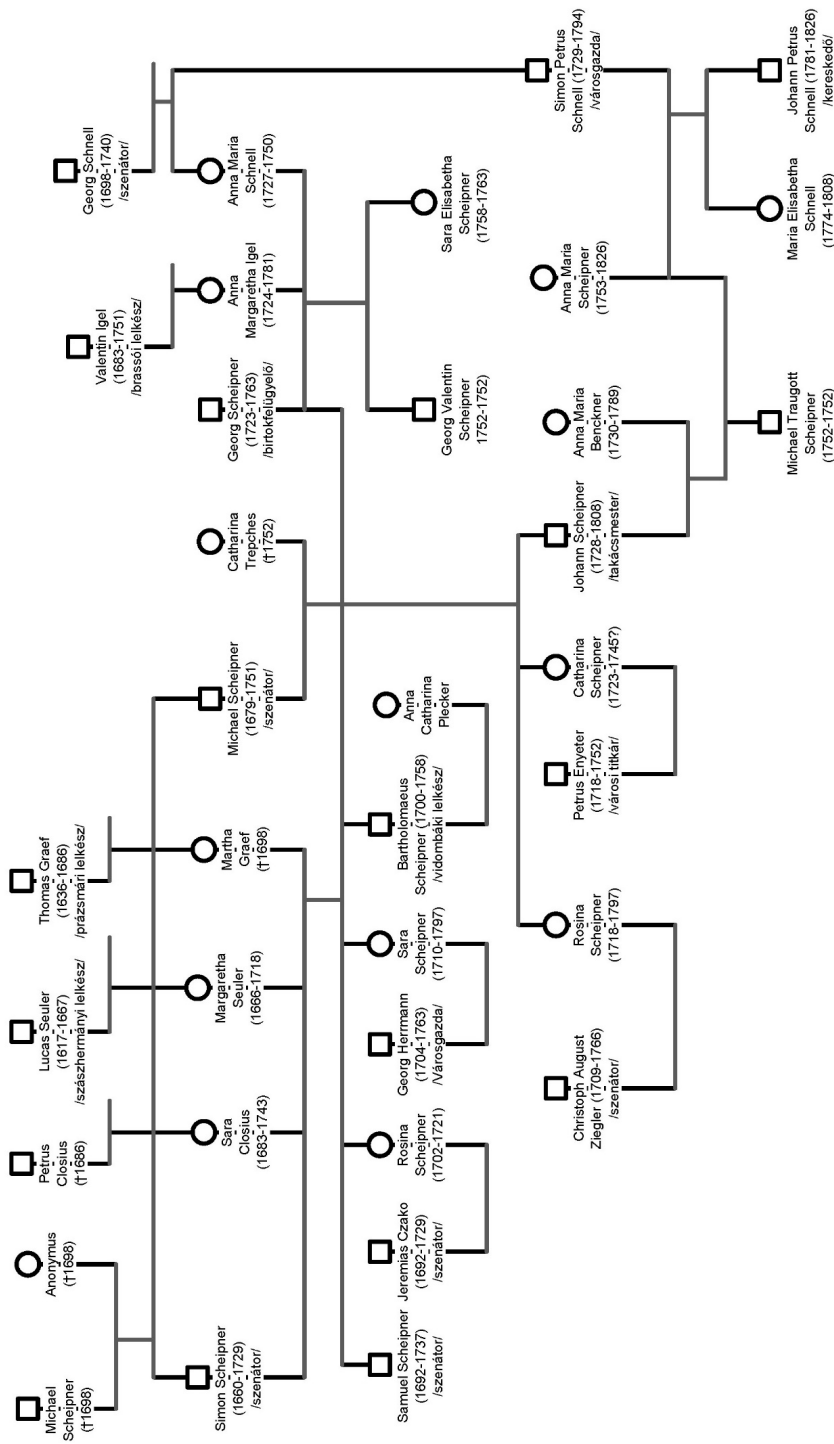 Michael
Scheipner
(†1698)
Anonymus
(†1698)
Petrus
Closius
(†1686)
Lucas Seuler
(1617-1667)
/szászhermányi lelkész/
Thomas Graef
(1636-1686)
/prázsmári lelkész/
Valentin Igel
(1683-1751)
/brassói lelkész/
Georg Schnell
(1698-1740)
/szenátor/
Simon Scheipner
(1660-1729)
/szenátor/
Sara
Closius
(1683-1743)
Margaretha
Seuler
(1666-1718)
Martha
Graef
(†1698)
Michael Scheipner
(1679-1751)
/szenátor/
Catharina
Trepches
(†1752)
Georg Scheipner
(1723-1763)
/birtokfelügyelő/
Anna
Margaretha Igel
(1724-1781)
Anna Maria
Schnell
(1727-1750)
Samuel Scheipner
(1692-1737)
/szenátor/
Jeremias Czako
(1692-1729)
/szenátor/
Rosina
Scheipner
(1702-1721)
Georg Herrmann
(1704-1763)
/Városgazda/
Sara
Scheipner
(1710-1797)
Bartholomaeus
Scheipner (1700-1758)
/vidombáki lelkész/
Anna
Catharina
Plecker
Georg Valentin
Scheipner
1752-1752)
Sara Elisabetha
Scheipner
(1758-1763)
Christoph August
Ziegler (1709-1766)
/szenátor/
Rosina
Scheipner
(1718-1797)
Petrus Enyeter
(1718-1752)
/városi titkár/
Catharina
Scheipner
(1723-1745?)
Johann Scheipner
(1728-1808)
/takácsmester/
Anna Maria
Benckner
(1730-1789)
Anna Maria
Scheipner
(1753-1826)
Simon Petrus
Schnell (1729-1794)
/városgazda/
Michael Traugott
Scheipner
(1752-1752)
Maria Elisabetha
Schnell
(1774-1808)
Johann Petrus
Schnell (1781-1826)
/kereskedő/